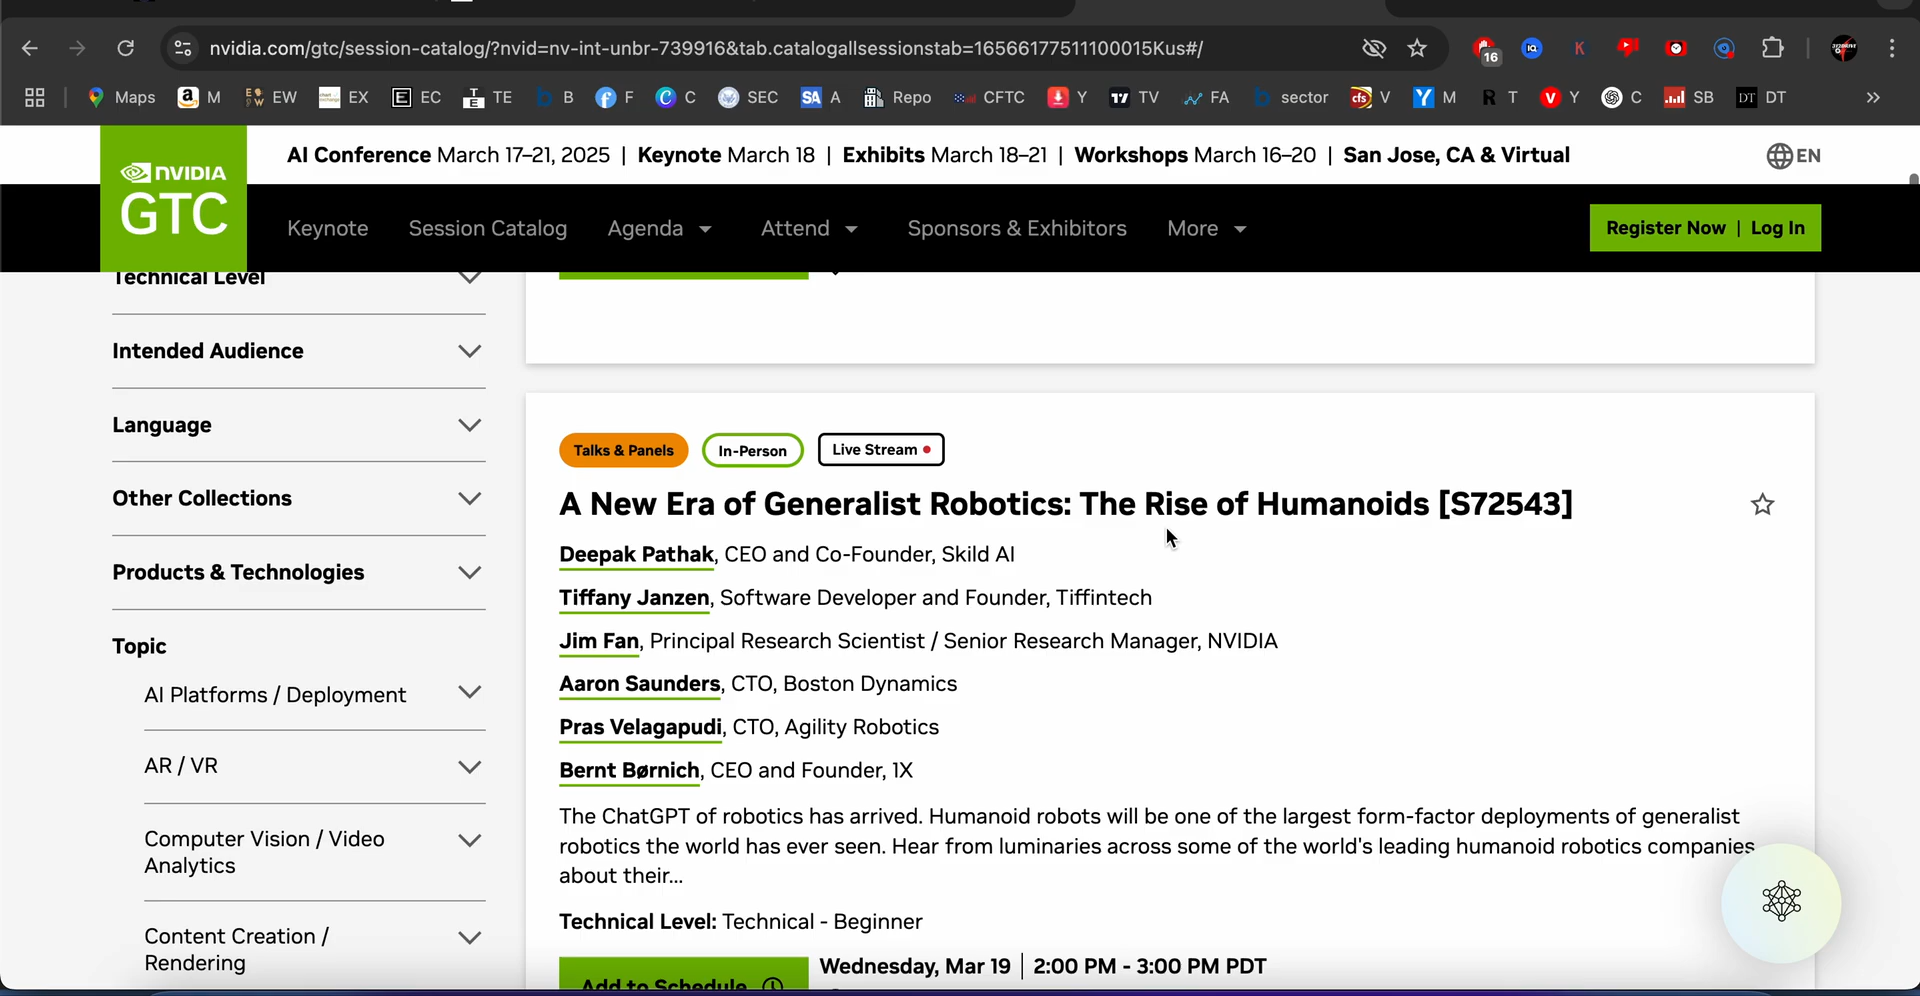 nvidia.com/gtc/session-catalog/?nvid=nv-int-unbr-739916&tab.catalogallsessionstab=16566177511100015Kus#/
16
Maps
M
EW
EX
EC
TE
B
F
C
SEC
A
Repo
CFTC
Y
TV
FA
sector
V
M
T
Y
C
SB
DT
AI Conference March 17–21, 2025 | Keynote March 18 | Exhibits March 18–21 | Workshops March 16–20 | San Jose, CA & Virtual
EN
NVIDIA
GTC
Keynote
Session Catalog
Agenda
Attend
Sponsors & Exhibitors
More
Register Now | Log In
Technical Level
Intended Audience
Language
Other Collections
Products & Technologies
Topic
AI Platforms / Deployment
AR / VR
Computer Vision / Video
Analytics
Content Creation /
Rendering
Talks & Panels
In-Person
Live Stream
A New Era of Generalist Robotics: The Rise of Humanoids [S72543]
Deepak Pathak, CEO and Co-Founder, Skild AI
Tiffany Janzen, Software Developer and Founder, Tiffintech
Jim Fan, Principal Research Scientist / Senior Research Manager, NVIDIA
Aaron Saunders, CTO, Boston Dynamics
Pras Velagapudi, CTO, Agility Robotics
Bernt Børnich, CEO and Founder, 1X
The ChatGPT of robotics has arrived. Humanoid robots will be one of the largest form-factor deployments of generalist
robotics the world has ever seen. Hear from luminaries across some of the world's leading humanoid robotics companies
about their...
Technical Level: Technical - Beginner
Add to Schedule
Wednesday, Mar 19 | 2:00 PM - 3:00 PM PDT